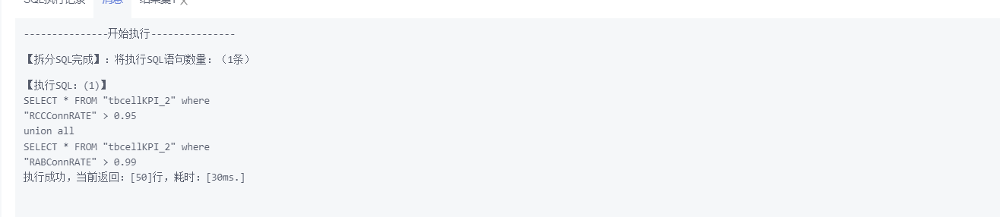 SQL执行记录 消息 结果集1 X
---------------开始执行---------------
【拆分SQL完成】：将执行SQL语句数量：（1条）
【执行SQL：(1)】
SELECT * FROM "tbcellKPI_2" where
"RCCConnRATE" > 0.95
union all
SELECT * FROM "tbcellKPI_2" where
"RABConnRATE" > 0.99
执行成功，当前返回：[50]行，耗时：[30ms.]